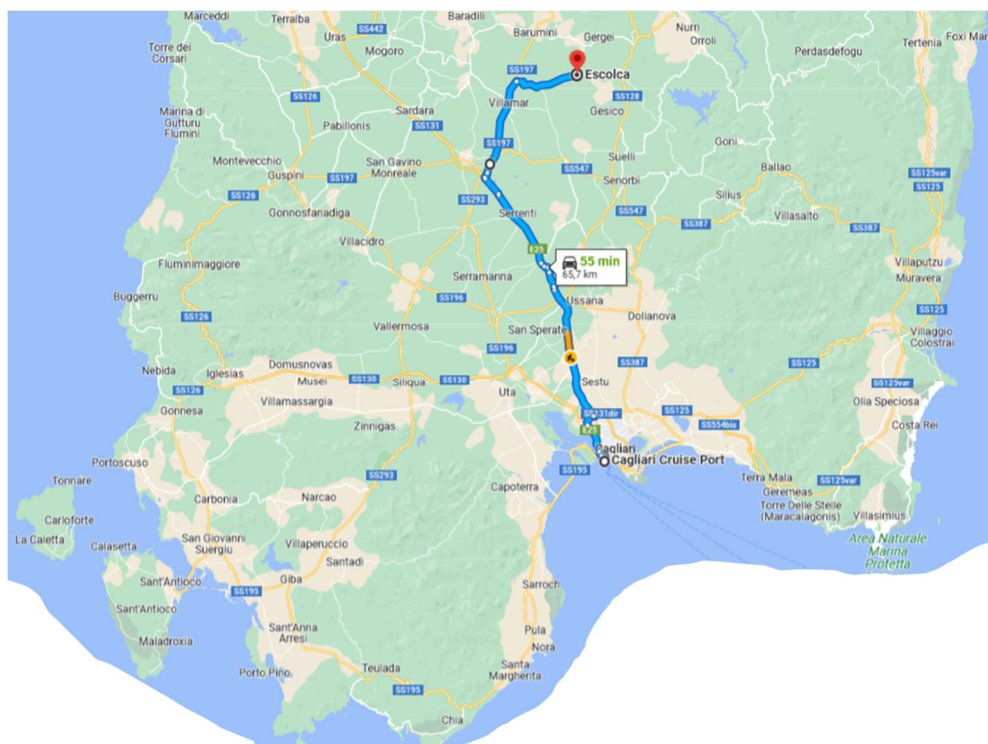 Marceddì
Terralba
Baradili
Uras
SS442
Mogoro
Barumini
Gergei
Nurri
Orroli
Perdasdefogu
Tertenia
Foxi Mar
Torre dei
Corsari
SS197
Escolca
SS126
Villamar
SS128
Sardara
Gesico
Marina di
Gutturu
Flumini
Pabillonis
SS131
SS197
Goni
Montevecchio
San Gavino
Monreale
Suelli
Ballao
Guspini
SS197
SS547
Senorbì
SS125var
SS125
SS126
Silius
Gonnosfanadiga
SS293
Serrenti
SS547
Villasalto
SS387
SS387
Villacidro
E25
Fluminimaggiore
55 min
65,7 km
Villaputzu
Muravera
Serramanna
Buggerru
SS196
Ussana
SS126
Dolianova
SS125
Vallermosa
San Sperate
Villaggio
Colostrai
SS196
Nebida
Domusnovas
SS387
SS125
Iglesias
Musei
SS130
Siliqua
SS130
Sestu
SS126
Uta
SS125var
Gonnesa
Villamassargia
SS131dir
SS125
Olia Speciosa
Zinnigas
E25
SS554bis
Costa Rei
Cagliari
Cagliari Cruise Port
Portoscuso
SS293
SS195
Tonnare
Terra Mala
SS125var
Capoterra
Geremeas
Carbonia
Narcao
Torre Delle Stelle
(Maracalagonis)
Villasimius
Carloforte
La Caletta
Calasetta
San Giovanni
Suergiu
Villaperuccio
Area Naturale
Marina
Protetta
Santadi
Sant'Antioco
Giba
Sarroch
SS195
Sant'Antioco
Sant'Anna
Arresi
Pula
Maladroxia
Nora
Porto Pino
Teulada
Santa
Margherita
SS195
Chia